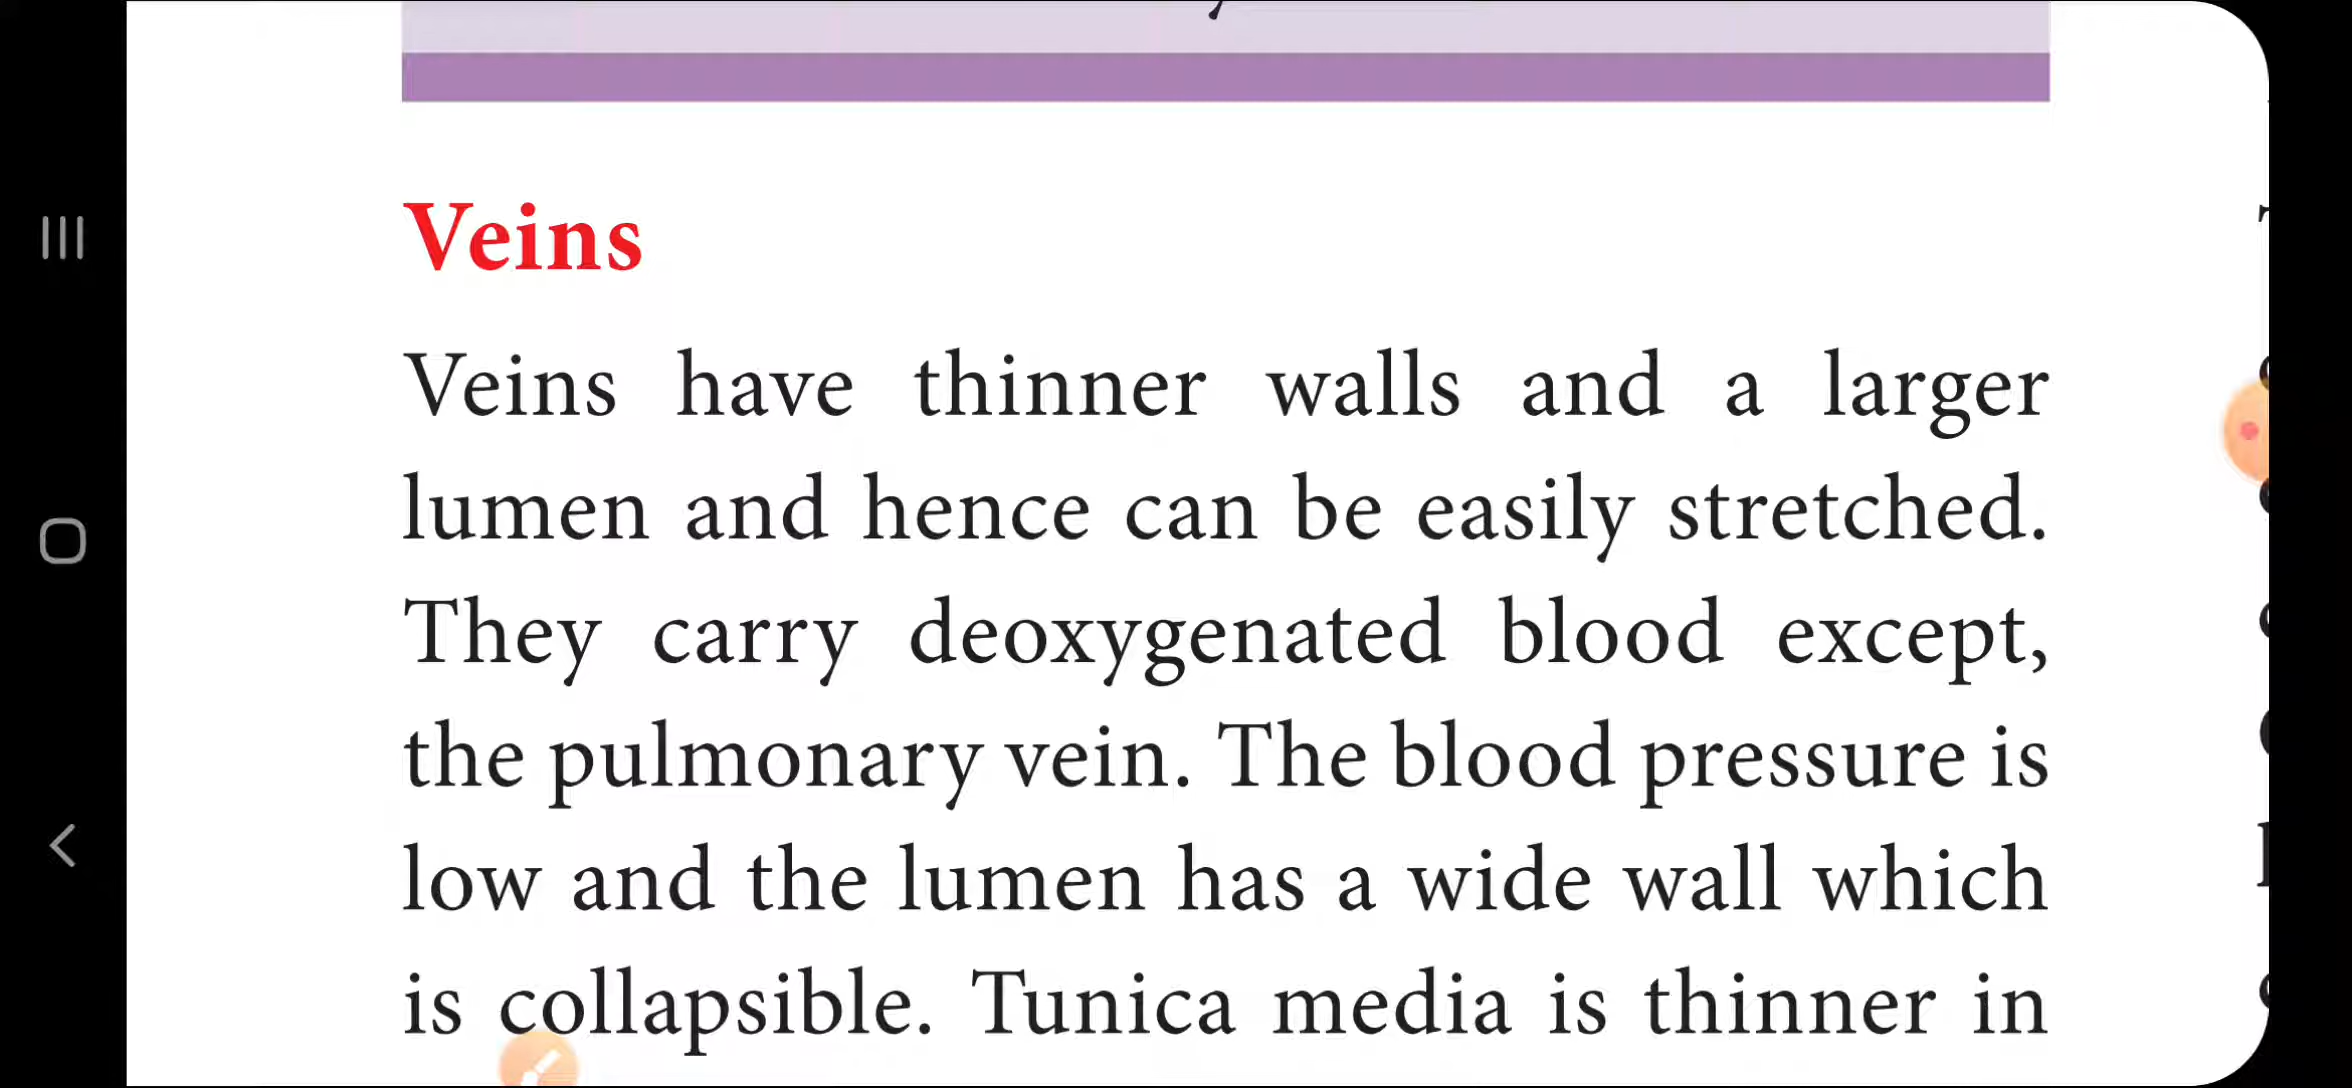 Veins
Veins have thinner walls and a larger
lumen and hence can be easily stretched.
They carry deoxygenated blood except,
the pulmonary vein. The blood pressure is
low and the lumen has a wide wall which
is collapsible. Tunica media is thinner in